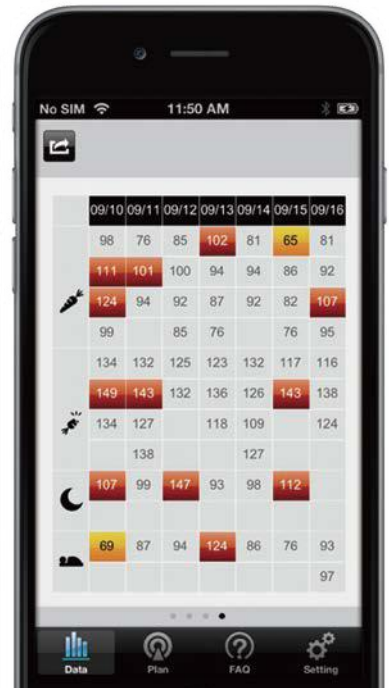 No SIM 11:50 AM
09/10 09/11 09/12 09/13 09/14 09/15 09/16
98 76 85 102 81 65 81
111 101 100 94 94 86 92
124 94 92 87 92 82 107
99 85 76 76 95
134 132 125 123 132 117 116
149 143 132 136 126 143 138
134 127 118 109 124
138 127
107 99 147 93 98 112
69 87 94 124 86 76 93
97
Data Plan FAQ Setting